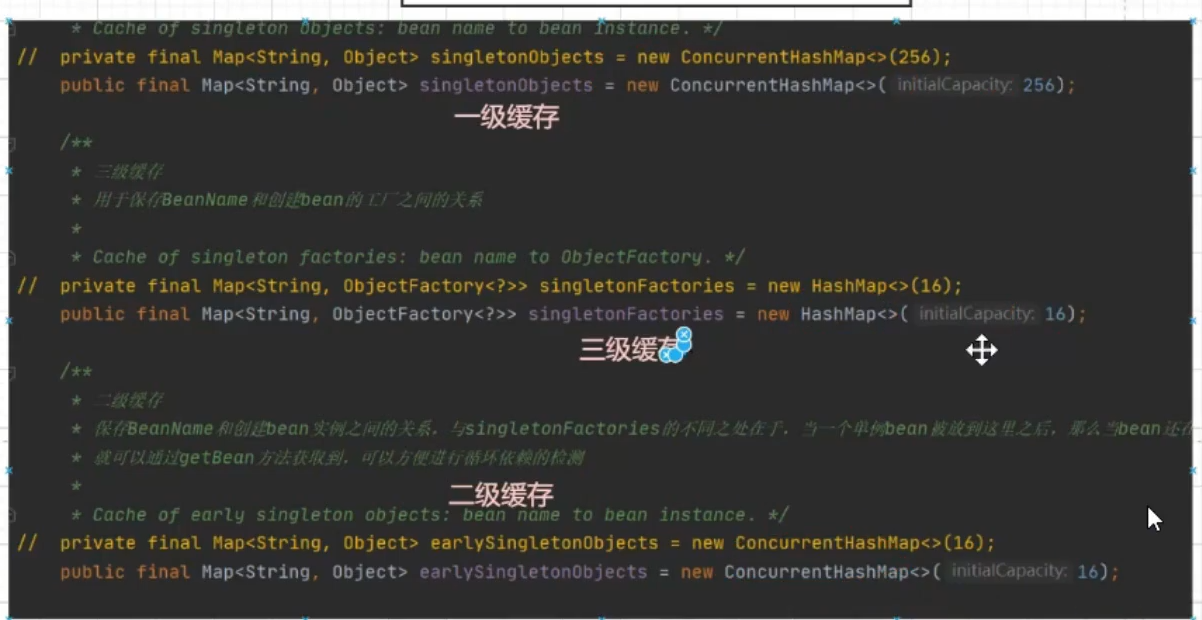 * Cache of singleton objects: bean name to bean instance. */
// private final Map<String, Object> singletonObjects = new ConcurrentHashMap<>(256);
public final Map<String, Object> singletonObjects = new ConcurrentHashMap<>( initialCapacity: 256);
一级缓存
/**
* 三级缓存
* 用于保存BeanName和创建bean的工厂之间的关系
*
* Cache of singleton factories: bean name to ObjectFactory. */
// private final Map<String, ObjectFactory<?>> singletonFactories = new HashMap<>(16);
public final Map<String, ObjectFactory<?>> singletonFactories = new HashMap<>( initialCapacity: 16);
三级缓存
/**
* 二级缓存
* 保存BeanName和创建bean实例之间的关系，与singletonFactories的不同之处在于，当一个单例bean被放到这里之后，那么当bean还在
* 就可以通过getBean方法获取到，可以方便进行循环依赖的检测
*
二级缓存
* Cache of early singleton objects: bean name to bean instance. */
// private final Map<String, Object> earlySingletonObjects = new ConcurrentHashMap<>(16);
public final Map<String, Object> earlySingletonObjects = new ConcurrentHashMap<>( initialCapacity: 16);